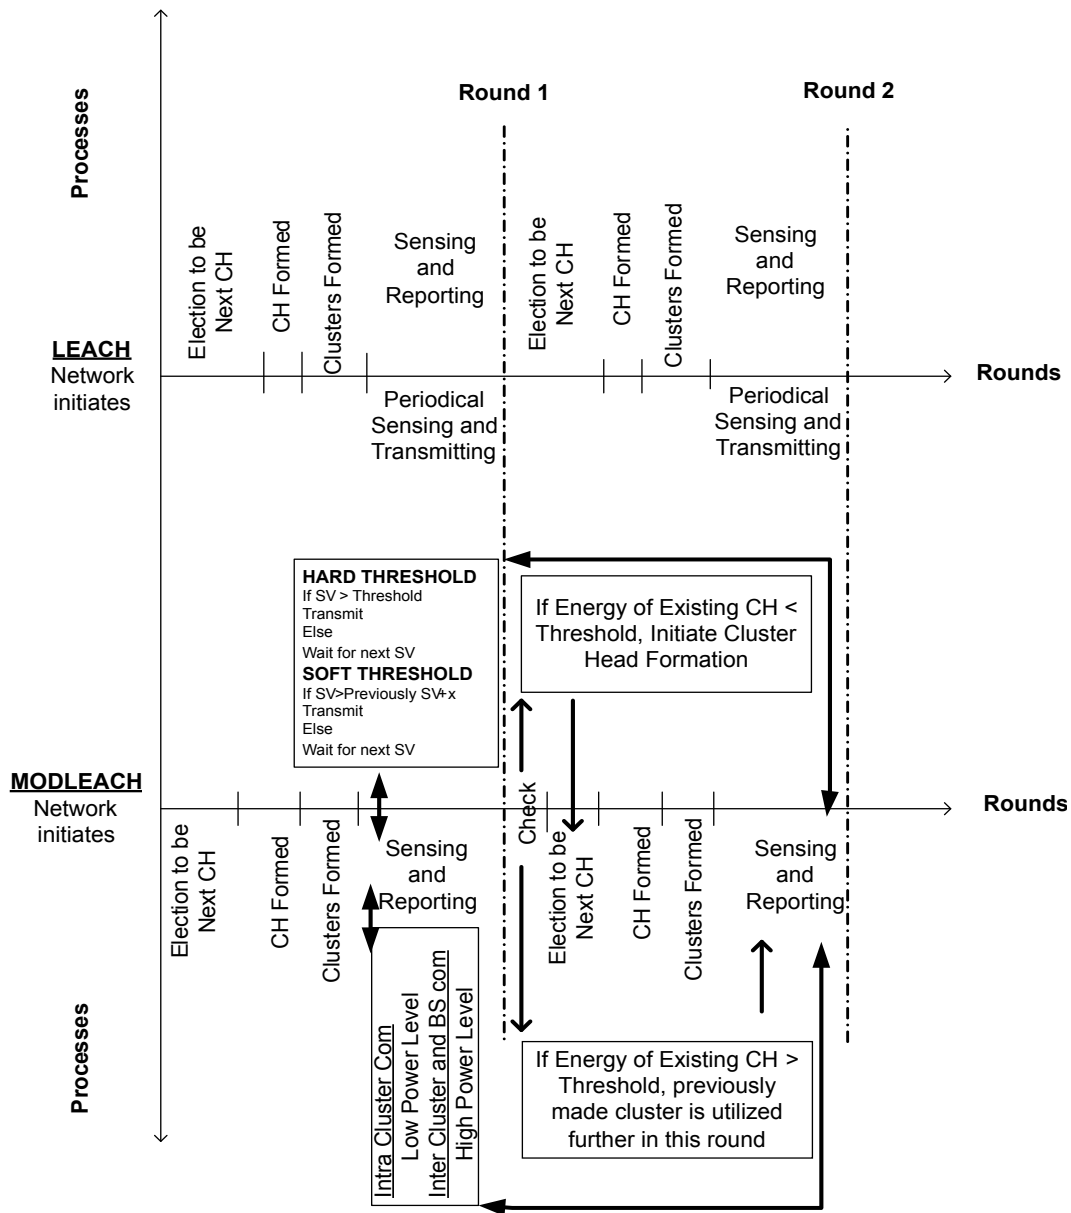 Processes
Round 1
Round 2
Election to be
Next CH
CH Formed
Clusters Formed
Sensing
and
Reporting
Election to be
Next CH
CH Formed
Clusters Formed
Sensing
and
Reporting
LEACH
Network
initiates
Rounds
Periodical
Sensing and
Transmitting
Periodical
Sensing and
Transmitting
HARD THRESHOLD
If SV > Threshold
Transmit
Else
Wait for next SV
SOFT THRESHOLD
If SV>Previously SV+x
Transmit
Else
Wait for next SV
If Energy of Existing CH <
Threshold, Initiate Cluster
Head Formation
MODLEACH
Network
initiates
Rounds
Check
Election to be
Next CH
CH Formed
Clusters Formed
Sensing
and
Reporting
Election to be
Next CH
CH Formed
Clusters Formed
Sensing
and
Reporting
Processes
Intra Cluster Com
Low Power Level
Inter Cluster and BS com
High Power Level
If Energy of Existing CH >
Threshold, previously
made cluster is utilized
further in this round